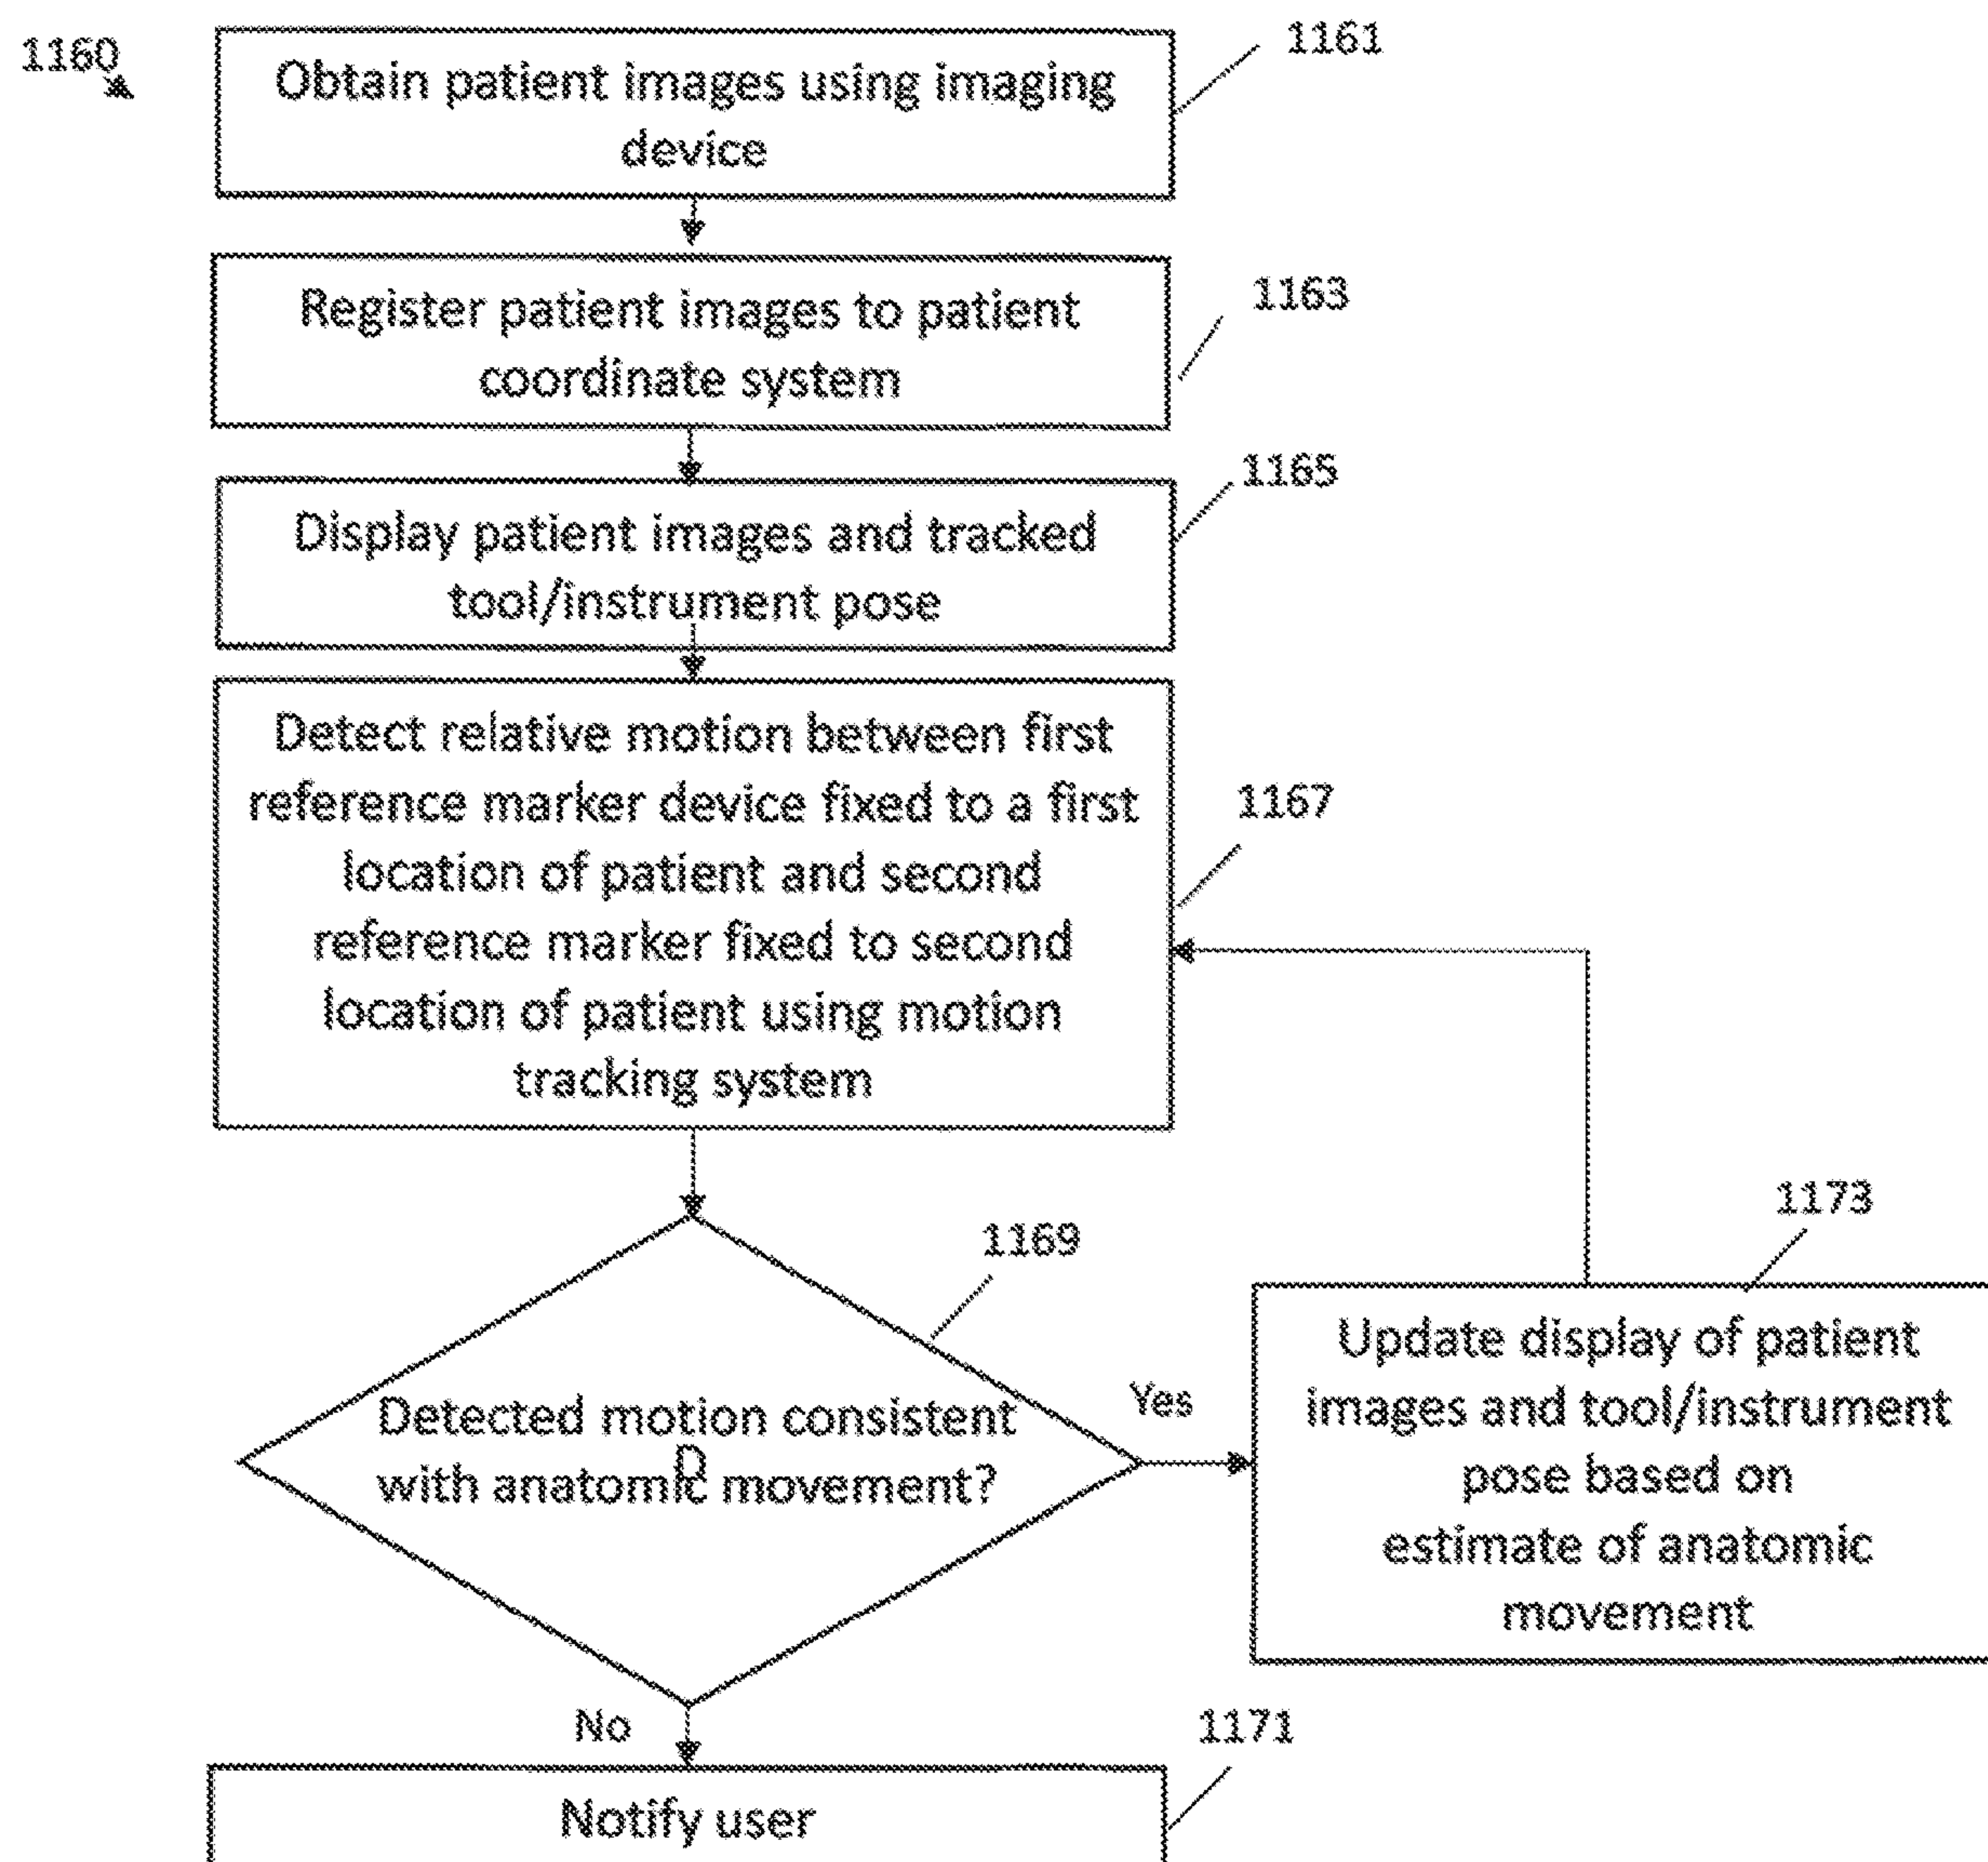 1160
1161
Obtain patient images using imaging
device
1163
Register patient images to patient
coordinate system
1165
Display patient images and tracked
tool/instrument pose
1167
Detect relative motion between first
reference marker device fixed to a first
location of patient and second
reference marker fixed to second
location of patient using motion
tracking system
1169
Detected motion consistent
D
with anatomic movement?
Yes
1173
Update display of patient
images and tool/instrument
pose based on
estimate of anatomic
movement
No
1171
Notify user